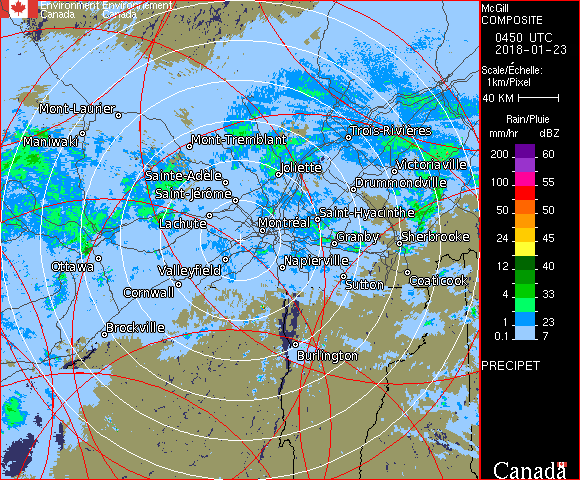 Environment Environnement
Canada Canada
Mont-Laurier
Maniwaki
Mont-Tremblant
Trois-Rivières
Joliette
Victoriaville
Sainte-Adèle
Drummondville
Saint-Jérôme
Lachute
Montréal
Saint-Hyacinthe
Granby
Sherbrooke
Ottawa
Valleyfield
Napierville
Cornwall
Sutton
Coaticook
Brockville
Burlington
McGill
COMPOSITE
0450 UTC
2018-01-23
Scale/Échelle:
1km/Pixel
40 KM
Rain/Pluie
mm/hr dBZ
200 60
100 55
50 50
24 45
12 40
4 33
1 23
0.1 7
PRECIPET
Canada